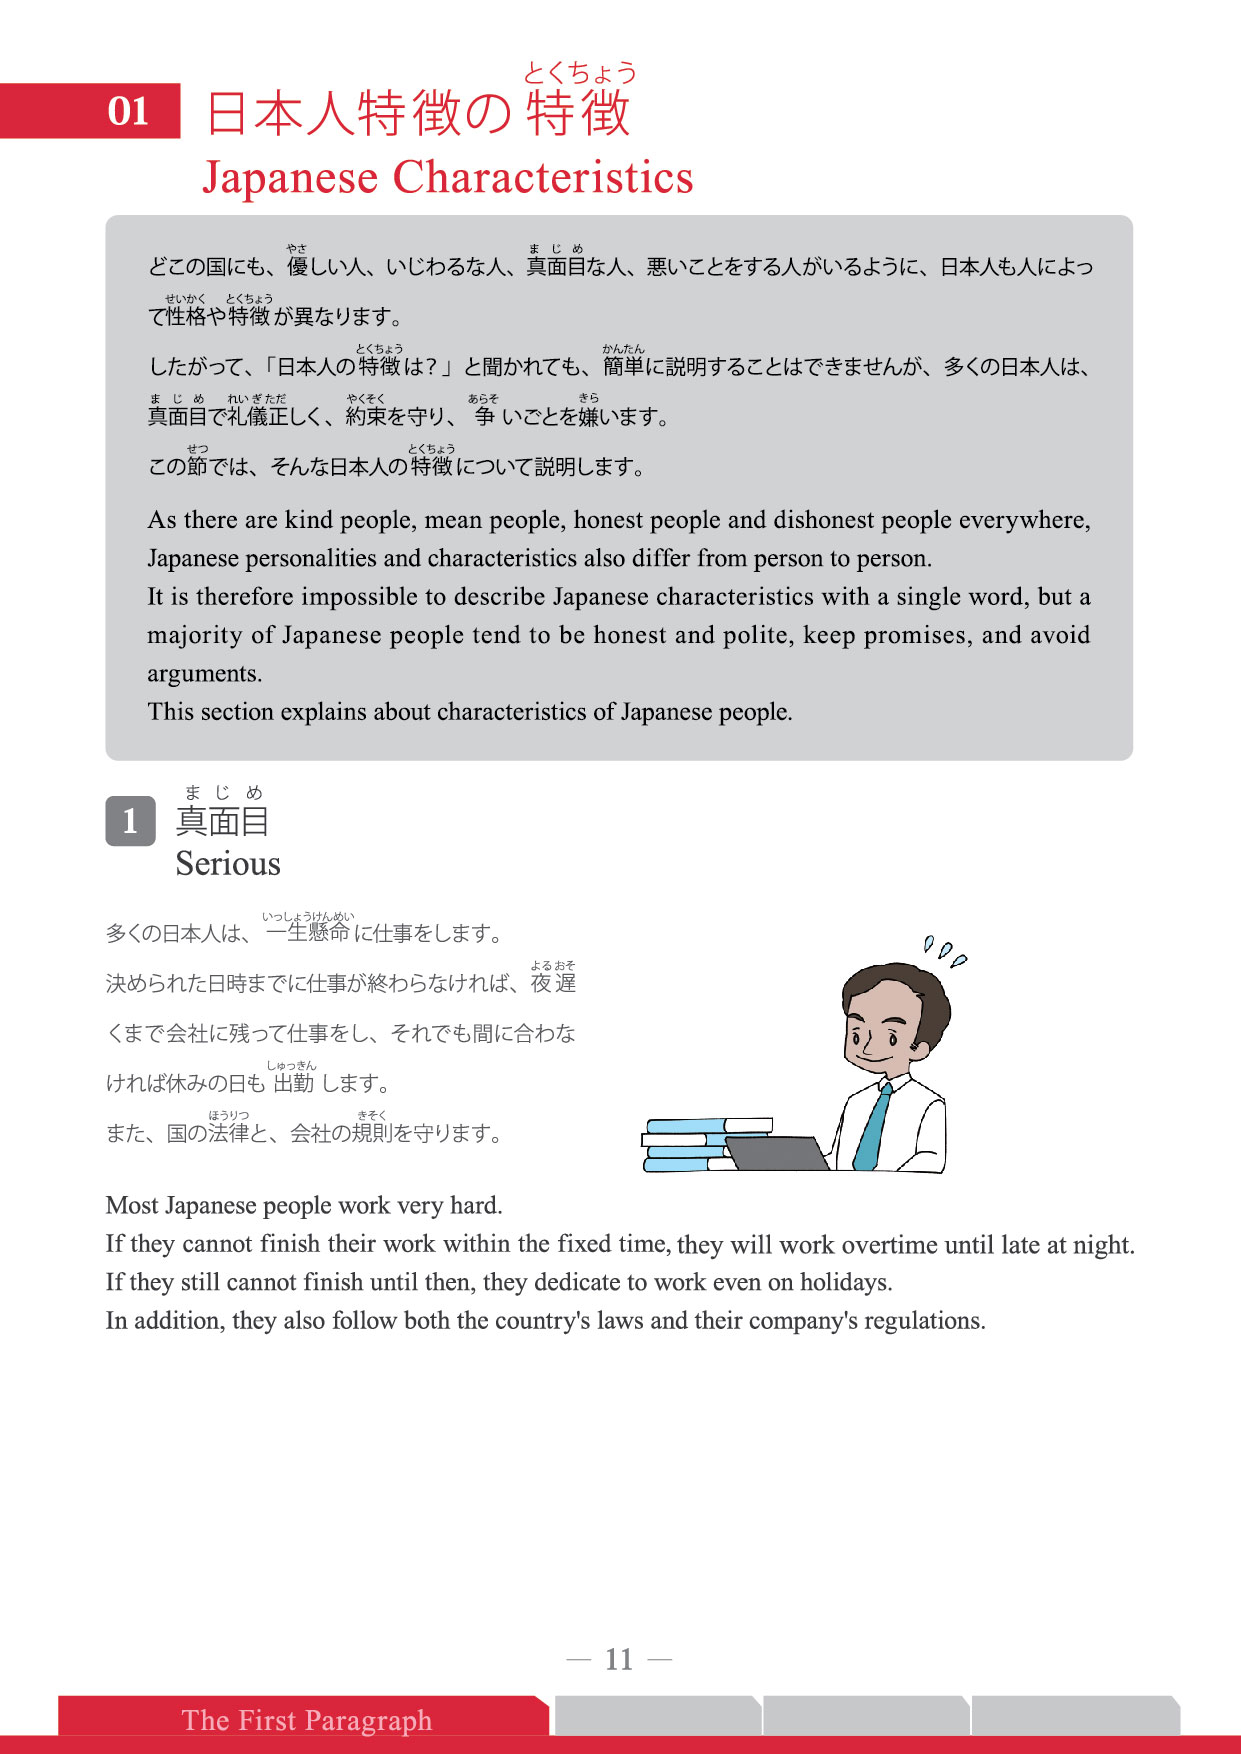 とくちょう
01 日本人特徴の特徴
Japanese Characteristics
やさ まじめ
どこの国にも、優しい人、いじわるな人、真面目な人、悪いことをする人がいるように、日本人も人によっ
せいかく とくちょう
て性格や特徴が異なります。
とくちょう かんたん
したがって、「日本人の特徴は？」と聞かれても、簡単に説明することはできませんが、多くの日本人は、
まじめ れいぎただ やくそく あらそ きら
真面目で礼儀正しく、約束を守り、争いごとを嫌います。
せつ とくちょう
この節では、そんな日本人の特徴について説明します。
As there are kind people, mean people, honest people and dishonest people everywhere,
Japanese personalities and characteristics also differ from person to person.
It is therefore impossible to describe Japanese characteristics with a single word, but a
majority of Japanese people tend to be honest and polite, keep promises, and avoid
arguments.
This section explains about characteristics of Japanese people.
まじめ
1 真面目
Serious
いっしょうけんめい
多くの日本人は、一生懸命に仕事をします。
よるおそ
決められた日時までに仕事が終わらなければ、夜遅
くまで会社に残って仕事をし、それでも間に合わな
しゅっきん
ければ休みの日も出勤します。
ほうりつ きそく
また、国の法律と、会社の規則を守ります。
Most Japanese people work very hard.
If they cannot finish their work within the fixed time, they will work overtime until late at night.
If they still cannot finish until then, they dedicate to work even on holidays.
In addition, they also follow both the country's laws and their company's regulations.
— 11 —
The First Paragraph